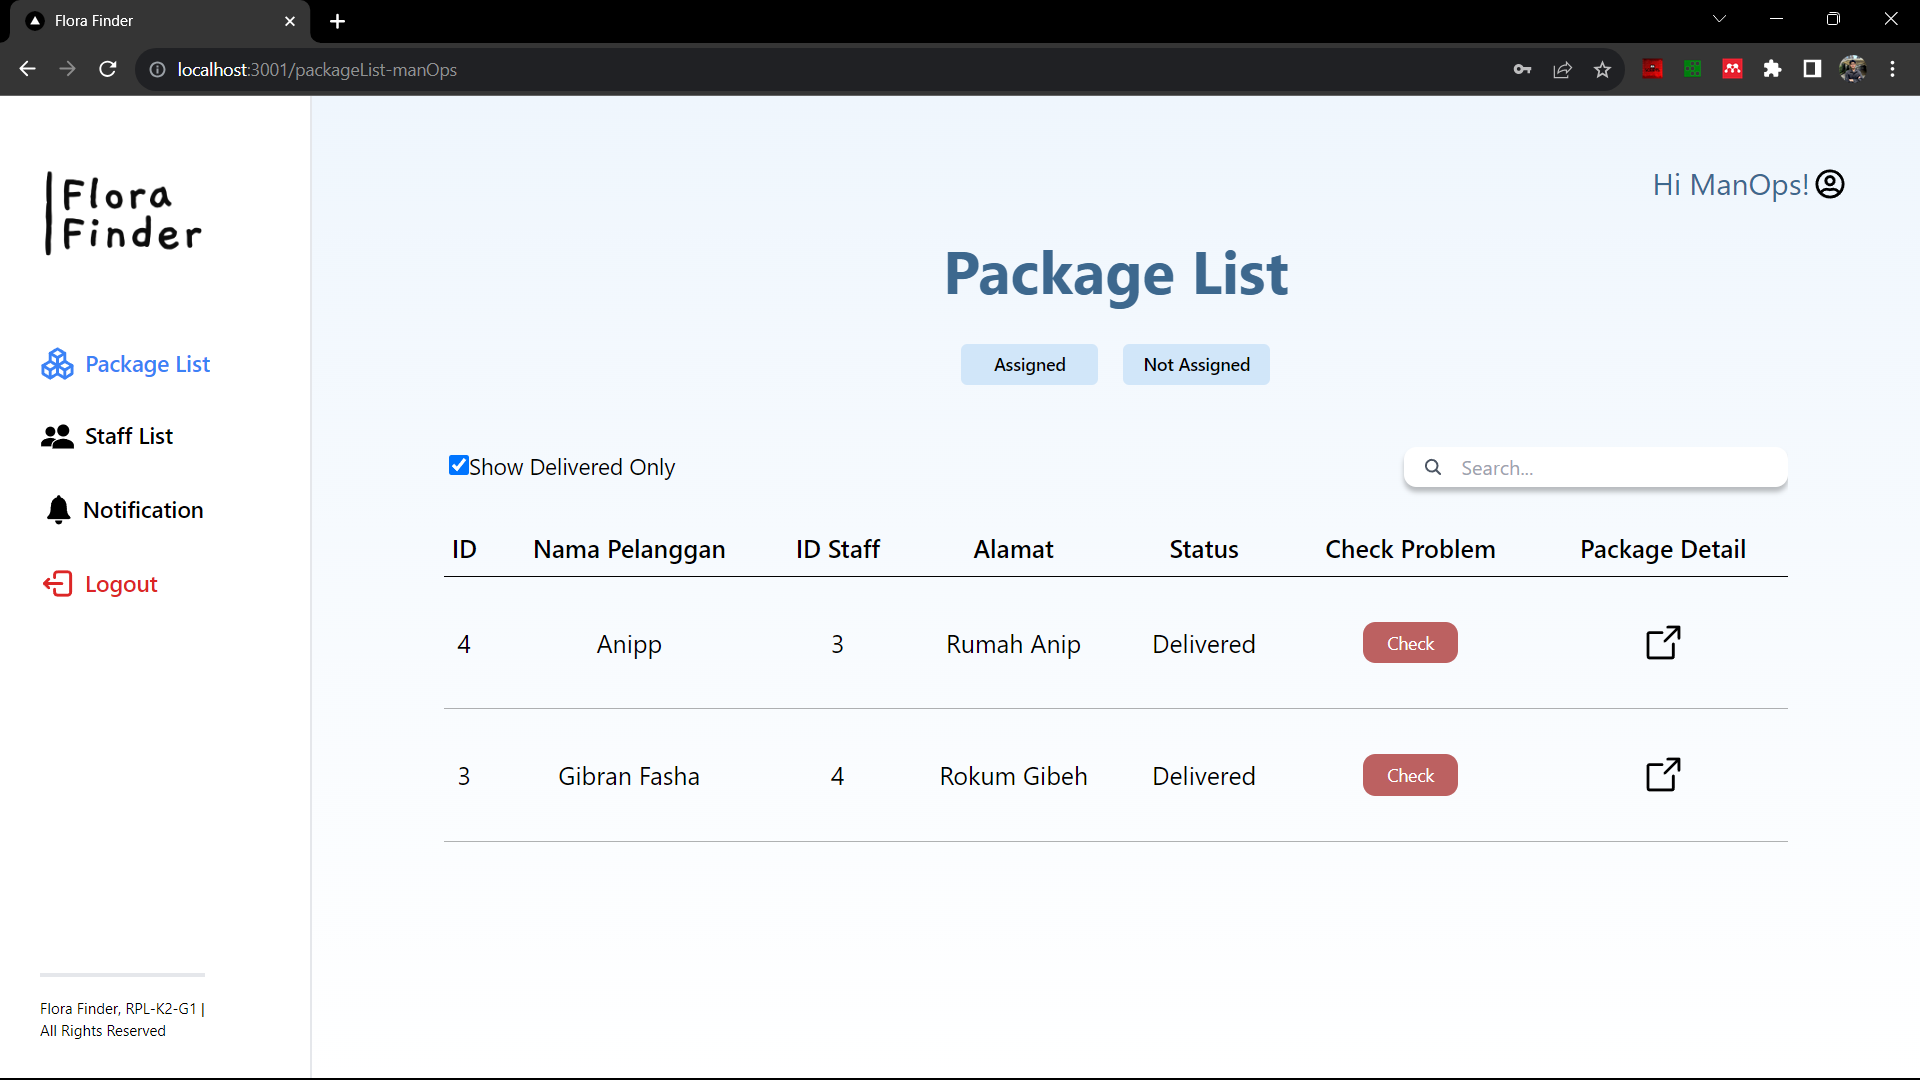 Flora Finder
localhost:3001/packageList-manOps
Flora
Finder
Hi ManOps!
Package List
Assigned
Not Assigned
Package List
Staff List
Notification
Logout
Show Delivered Only
Search...
ID Nama Pelanggan ID Staff Alamat Status Check Problem Package Detail
4 Anipp 3 Rumah Anip Delivered Check
3 Gibran Fasha 4 Rokum Gibeh Delivered Check
Flora Finder, RPL-K2-G1 |
All Rights Reserved